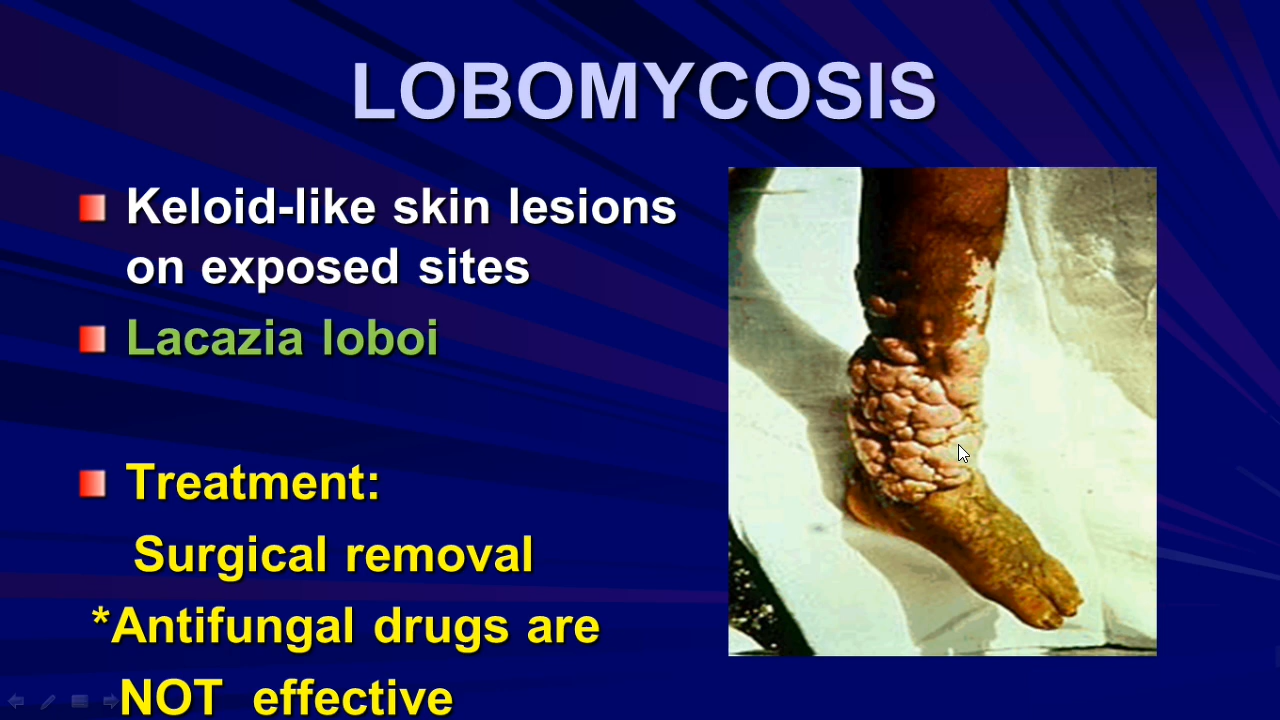 LOBOMYCOSIS
Keloid-like skin lesions
on exposed sites
Lacazia loboi
Treatment:
Surgical removal
*Antifungal drugs are
NOT effective